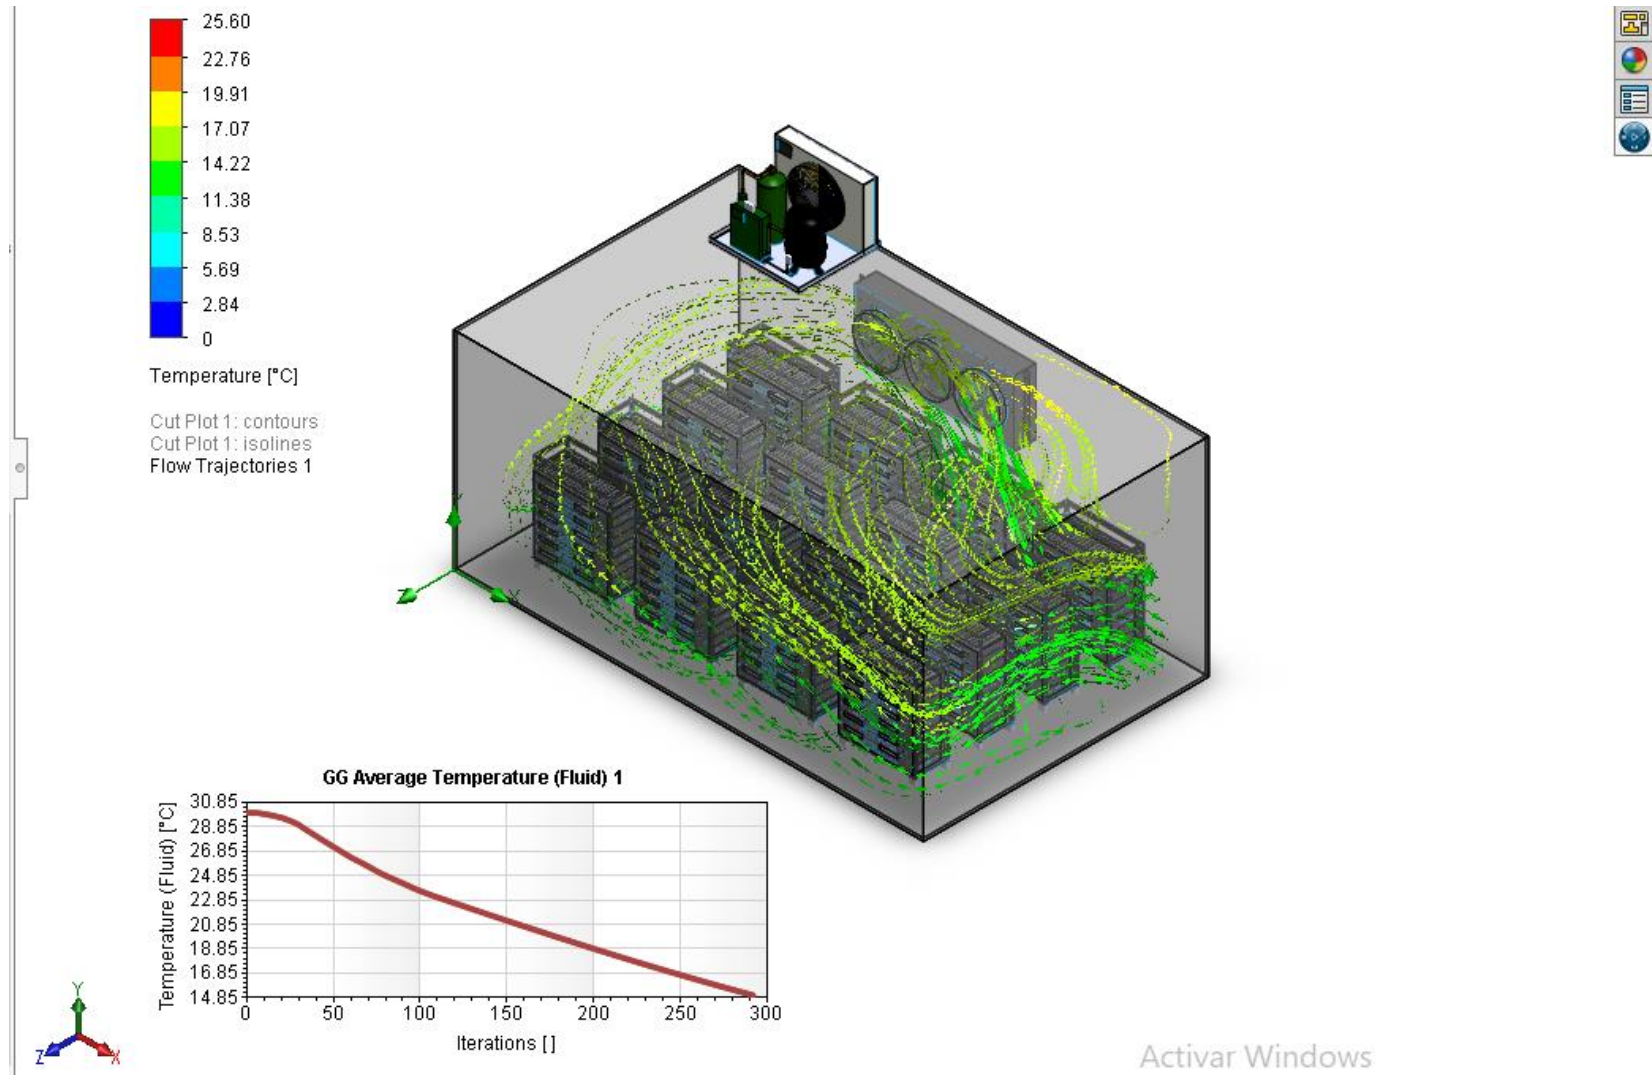 25.60
22.76
19.91
17.07
14.22
11.38
8.53
5.69
2.84
0
Temperature [°C]
Cut Plot 1: contours
Cut Plot 1: isolines
Flow Trajectories 1
GG Average Temperature (Fluid) 1
Temperature (Fluid) [°C]
30.85
28.85
26.85
24.85
22.85
20.85
18.85
16.85
14.85
0 50 100 150 200 250 300
Iterations [ ]
Y
Z
X
Activar Windows